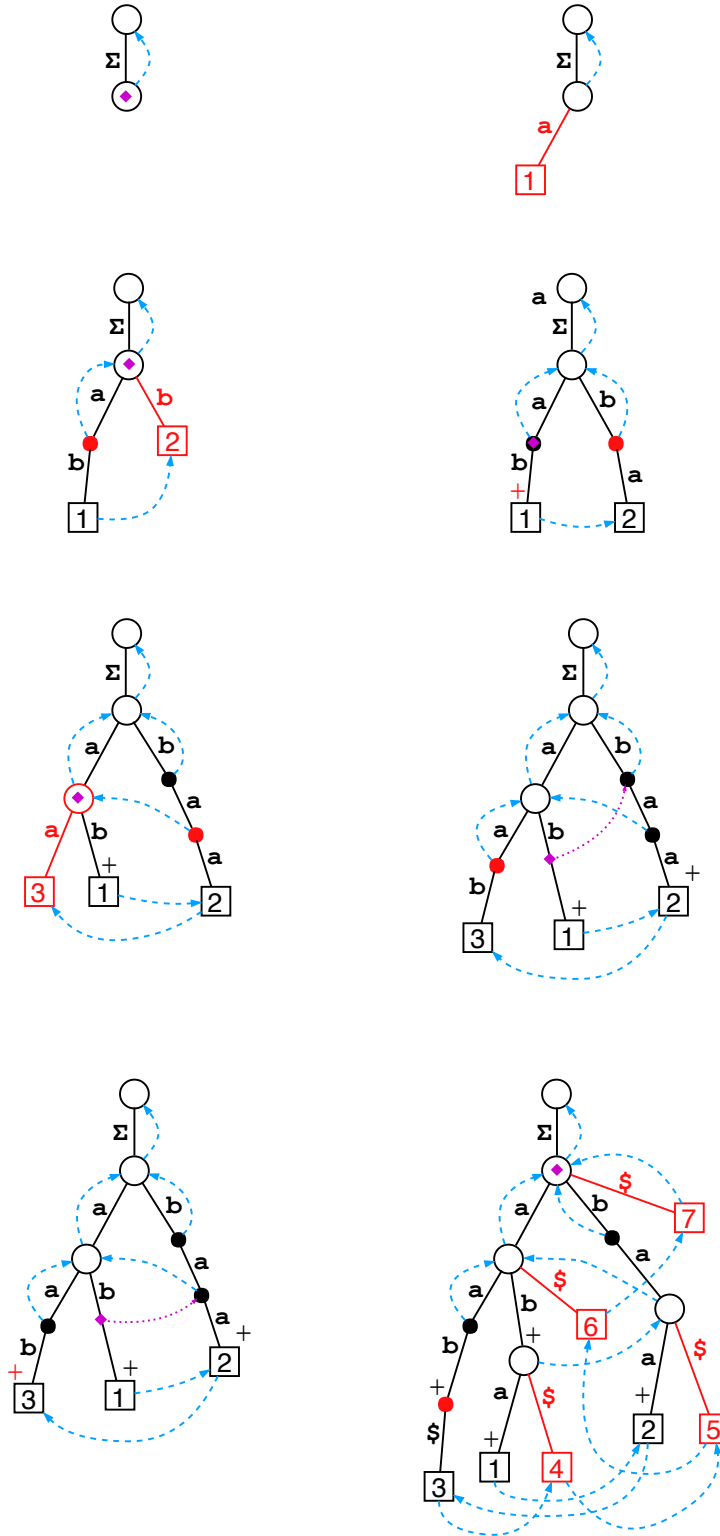 Σ
Σ
a
1
Σ
a b
2
b
1
a
Σ
a b
b a
+
1 2
Σ
a b
a
a b
a
+
3 1 2
Σ
a b
a b a
a
b + +
2
3 1
Σ
a b
a
a b a +
b
+ + 2
3 1
Σ
$
a b
7
a
$
a b
6
+
b a $
+ a $ +
2 5
$ +
1 4
3